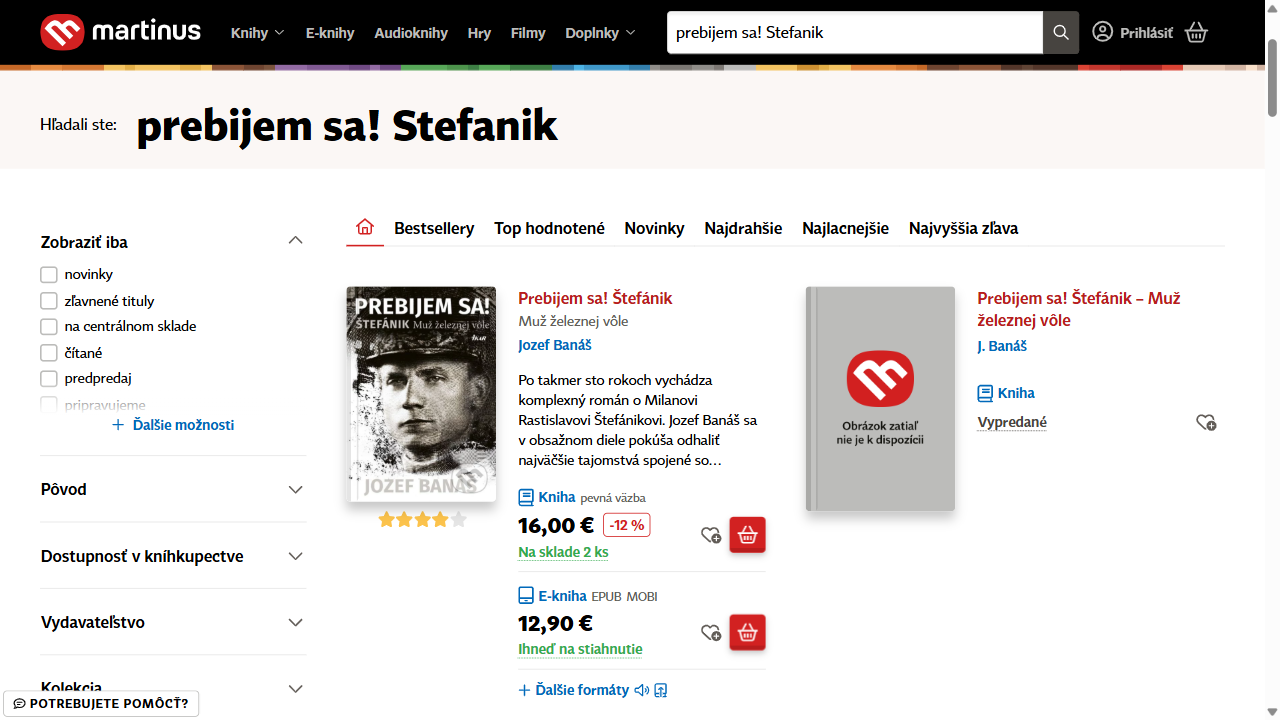 martinus
Knihy
E-knihy
Audioknihy
Hry
Filmy
Doplnky
prebijem sa! Stefanik
Prihlásiť
Hľadali ste:
prebijem sa! Stefanik
Zobraziť iba
novinky
zľavnené tituly
na centrálnom sklade
čítané
predpredaj
pripravujeme
Ďalšie možnosti
Pôvod
Dostupnosť v kníhkupectve
Vydavateľstvo
Kolekcia
POTREBUJETE POMÔCŤ?
Bestsellery
Top hodnotené
Novinky
Najdrahšie
Najlacnejšie
Najvyššia zľava
PREBIJEM SA!
ŠTEFÁNIK Muž železnej vôle
JOZEF BANÁŠ
Prebijem sa! Štefánik
Muž železnej vôle
Jozef Banáš
Po takmer sto rokoch vychádza
komplexný román o Milanovi
Rastislavovi Štefánikovi. Jozef Banáš sa
v obsažnom diele pokúša odhaliť
najväčšie tajomstvá spojené so…
Kniha pevná väzba
16,00 € -12 %
Na sklade 2 ks
E-kniha EPUB MOBI
12,90 €
Ihneď na stiahnutie
Ďalšie formáty
Obrázok zatiaľ
nie je k dispozícii
Prebijem sa! Štefánik – Muž
železnej vôle
J. Banáš
Kniha
Vypredané